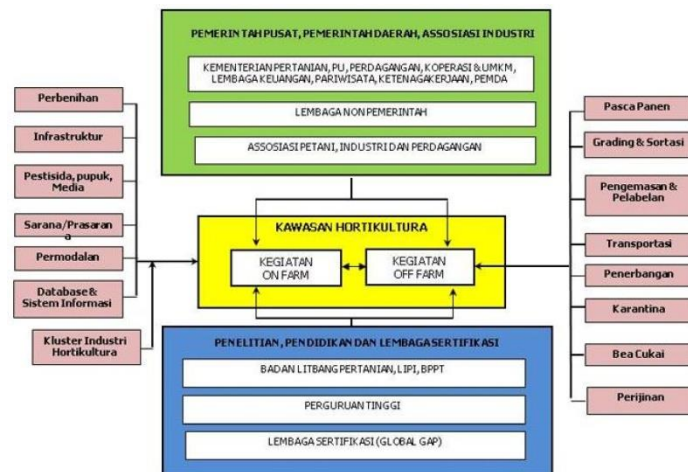 PEMERINTAH PUSAT, PEMERINTAH DAERAH, ASSOSIASI INDUSTRI
KEMENTERIAN PERTANIAN, PU, PERDAGANGAN, KOPERASI & UMKM,
LEMBAGA KEUANGAN, PARIWISATA, KETENAGAKERJAAN, PEMDA
LEMBAGA NON PEMERINTAH
ASSOSIASI PETANI, INDUSTRI DAN PERDAGANGAN
Perbenihan
Infrastruktur
Pestisida, pupuk,
Media
Sarana/Prasaran
a
Permodalan
Database &
Sistem Informasi
Kluster Industri
Hortikultura
KAWASAN HORTIKULTURA
KEGIATAN
ON FARM
KEGIATAN
OFF FARM
Pasca Panen
Grading & Sortasi
Pengemasan &
Pelabelan
Transportasi
Penerbangan
Karantina
Bea Cukai
Perijinan
PENELITIAN, PENDIDIKAN DAN LEMBAGA SERTIFIKASI
BADAN LITBANG PERTANIAN, LIPI, BPPT
PERGURUAN TINGGI
LEMBAGA SERTIFIKASI (GLOBAL GAP)